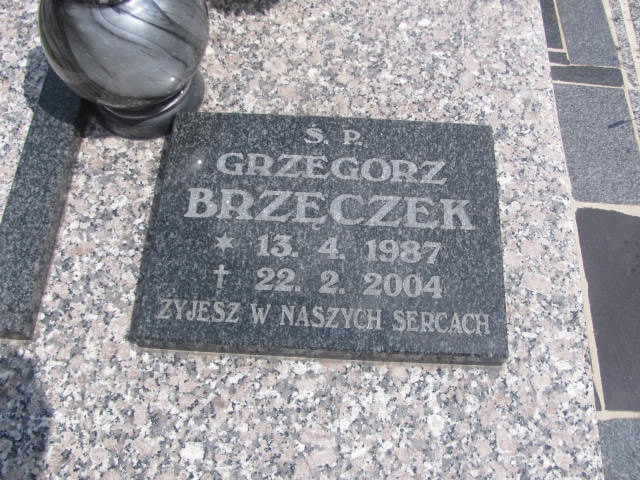 Ś. P.
GRZEGORZ
BRZĘCZEK
* 13. 4. 1987
† 22. 2. 2004
ŻYJESZ W NASZYCH SERCACH